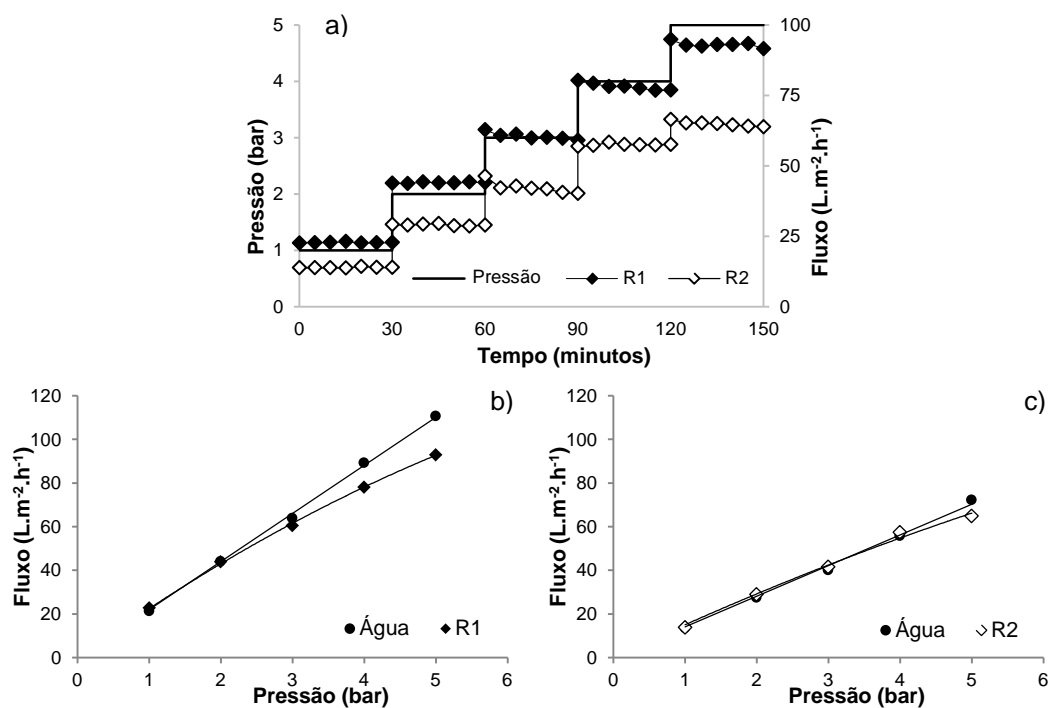 a)
Pressão (bar)
5
4
3
2
1
0
Fluxo (L.m-2.h-1)
100
75
50
25
0
Pressão R1 R2
0 30 60 90 120 150
Tempo (minutos)
b)
Fluxo (L.m-2.h-1)
120
100
80
60
40
20
0
Água R1
0 1 2 3 4 5 6
Pressão (bar)
c)
Fluxo (L.m-2.h-1)
120
100
80
60
40
20
0
Água R2
0 1 2 3 4 5 6
Pressão (bar)